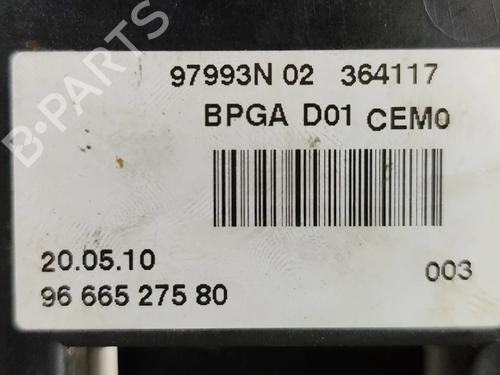 B-PARTS
97993N 02 364117
BPGA D01 CEM0
20.05.10
003
96 665 275 80